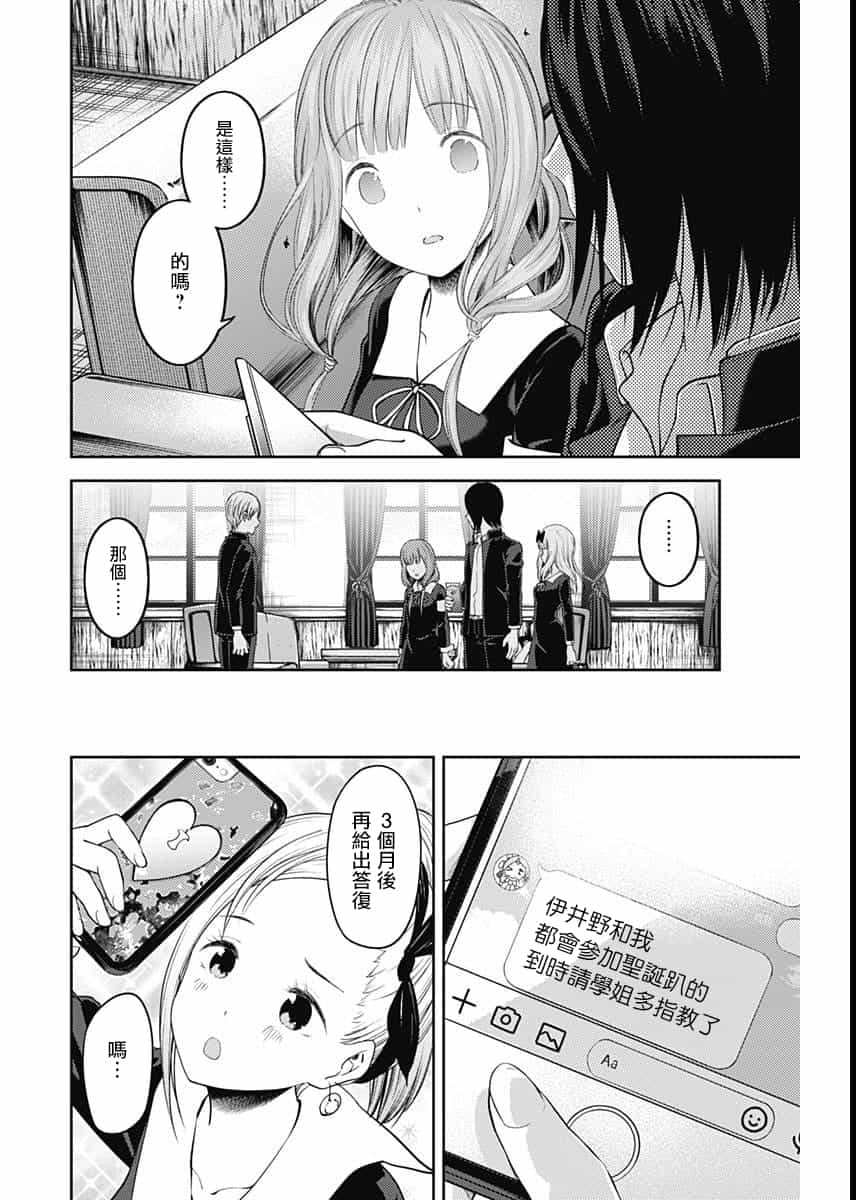 是這樣⋯⋯
的嗎?
⋯⋯
那個⋯⋯
伊井野和我
都會參加聖誕趴的
到時請學姐多指教了
Aa
3個月後
再給出答復
嗎⋯